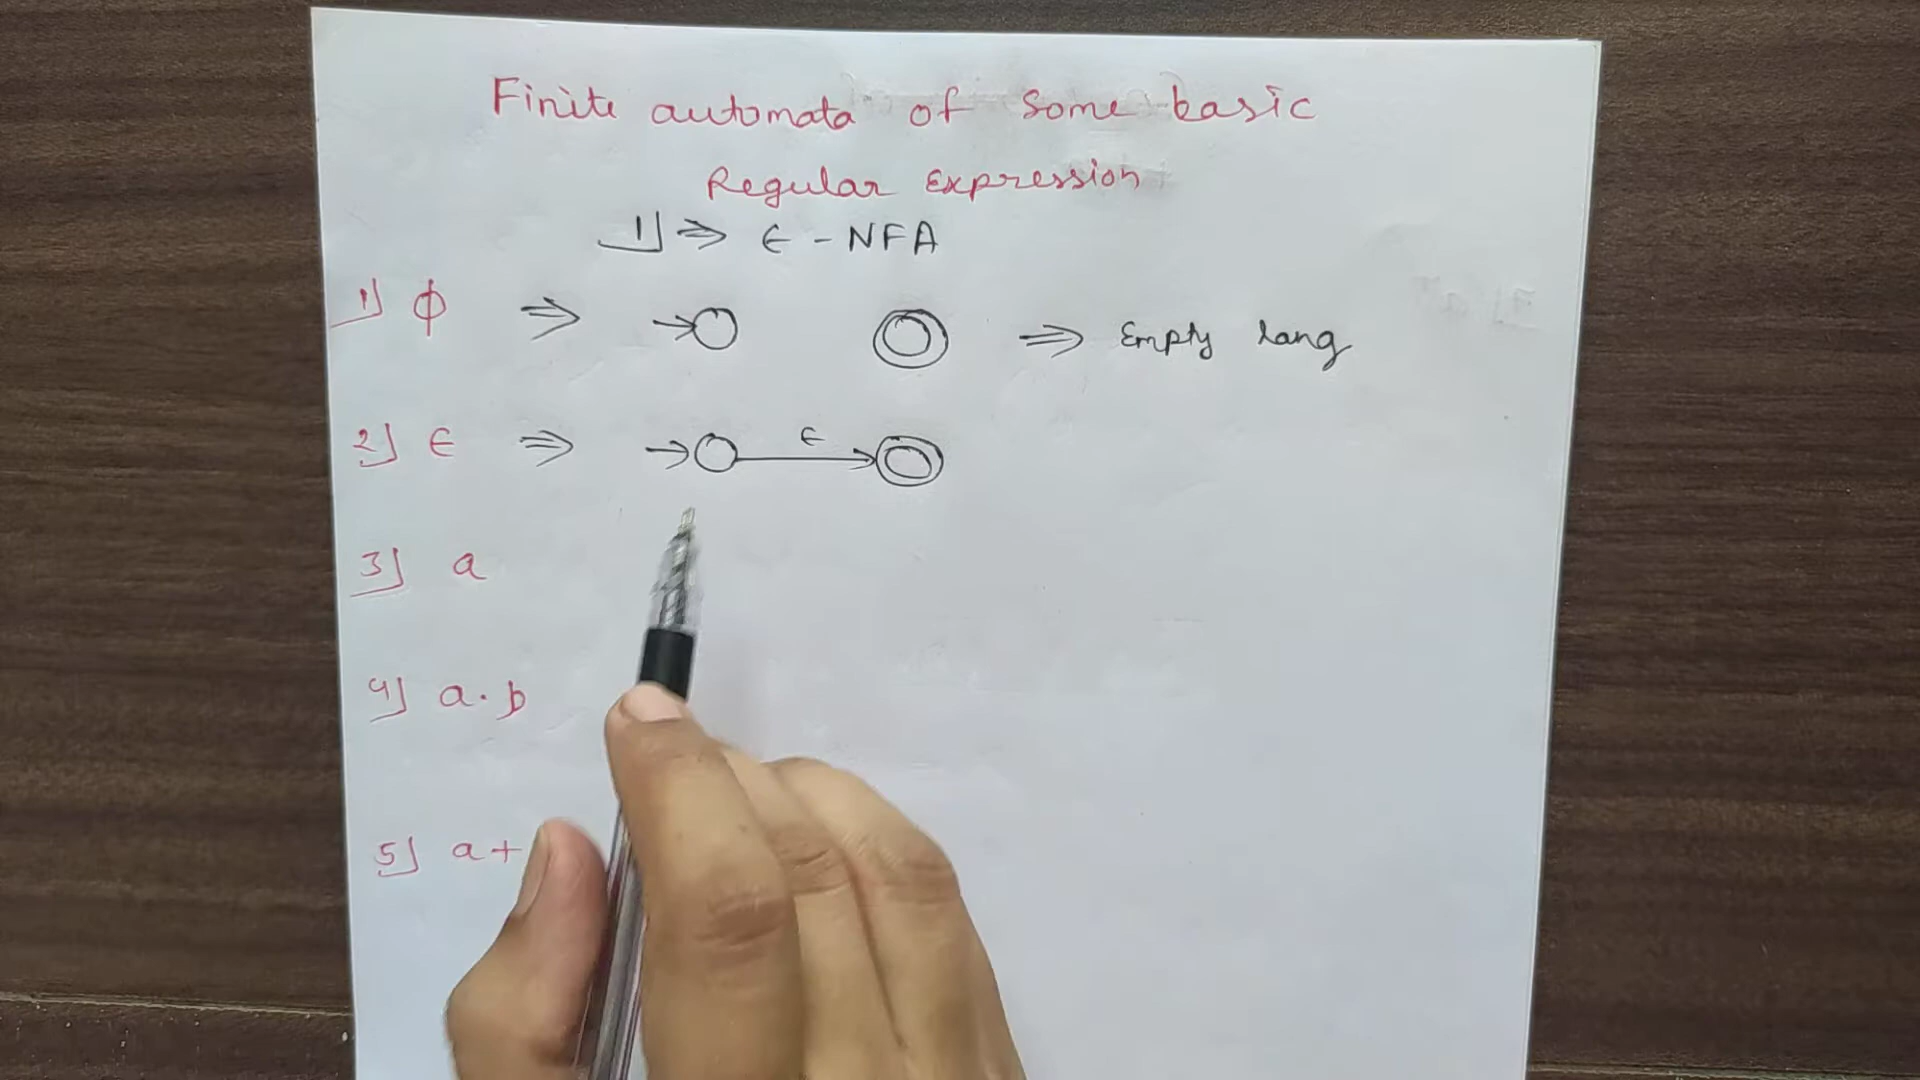 Finite automata of Some basic
Regular Expression
1) ⇒ ϵ - NFA
1) ϕ ⇒ ⇒ Empty lang
2) ϵ ⇒ ϵ
3) a
4) a.b
5) a+